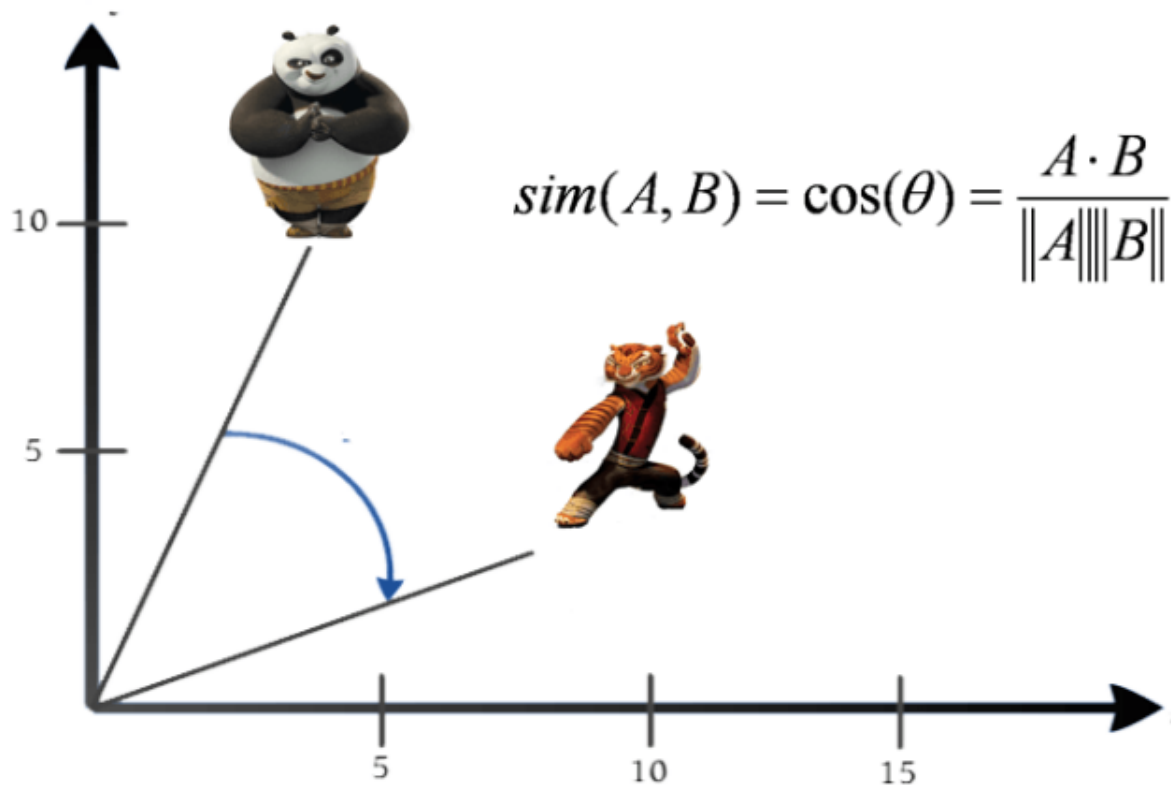 10
sim(A, B) = cos(θ) = A · B / ‖A‖‖B‖
5
5 10 15